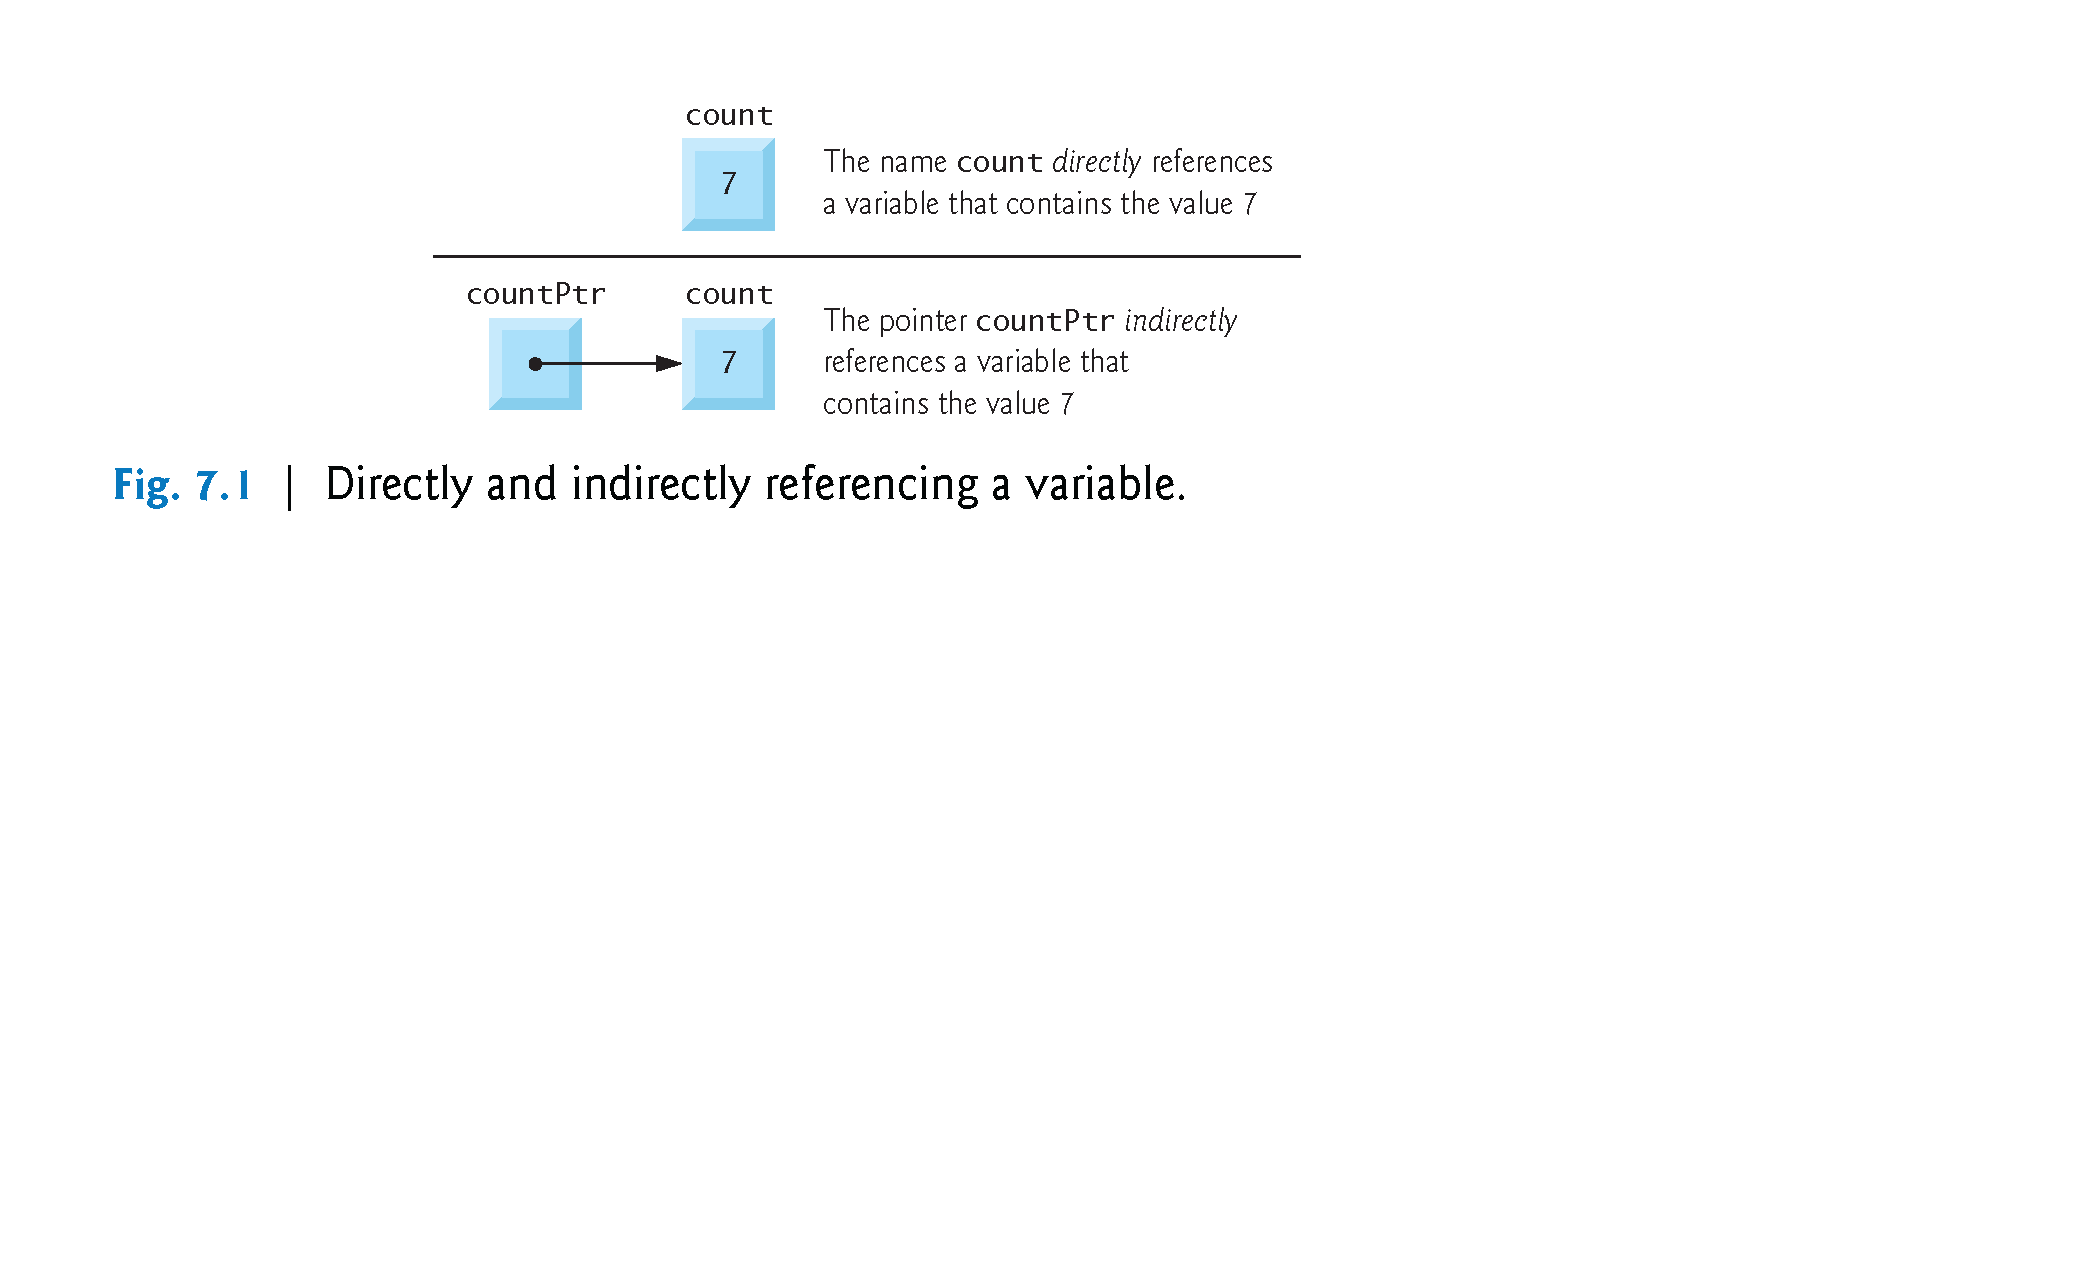 count
7
The name count directly references
a variable that contains the value 7
countPtr
count
7
The pointer countPtr indirectly
references a variable that
contains the value 7
Fig. 7.1 | Directly and indirectly referencing a variable.